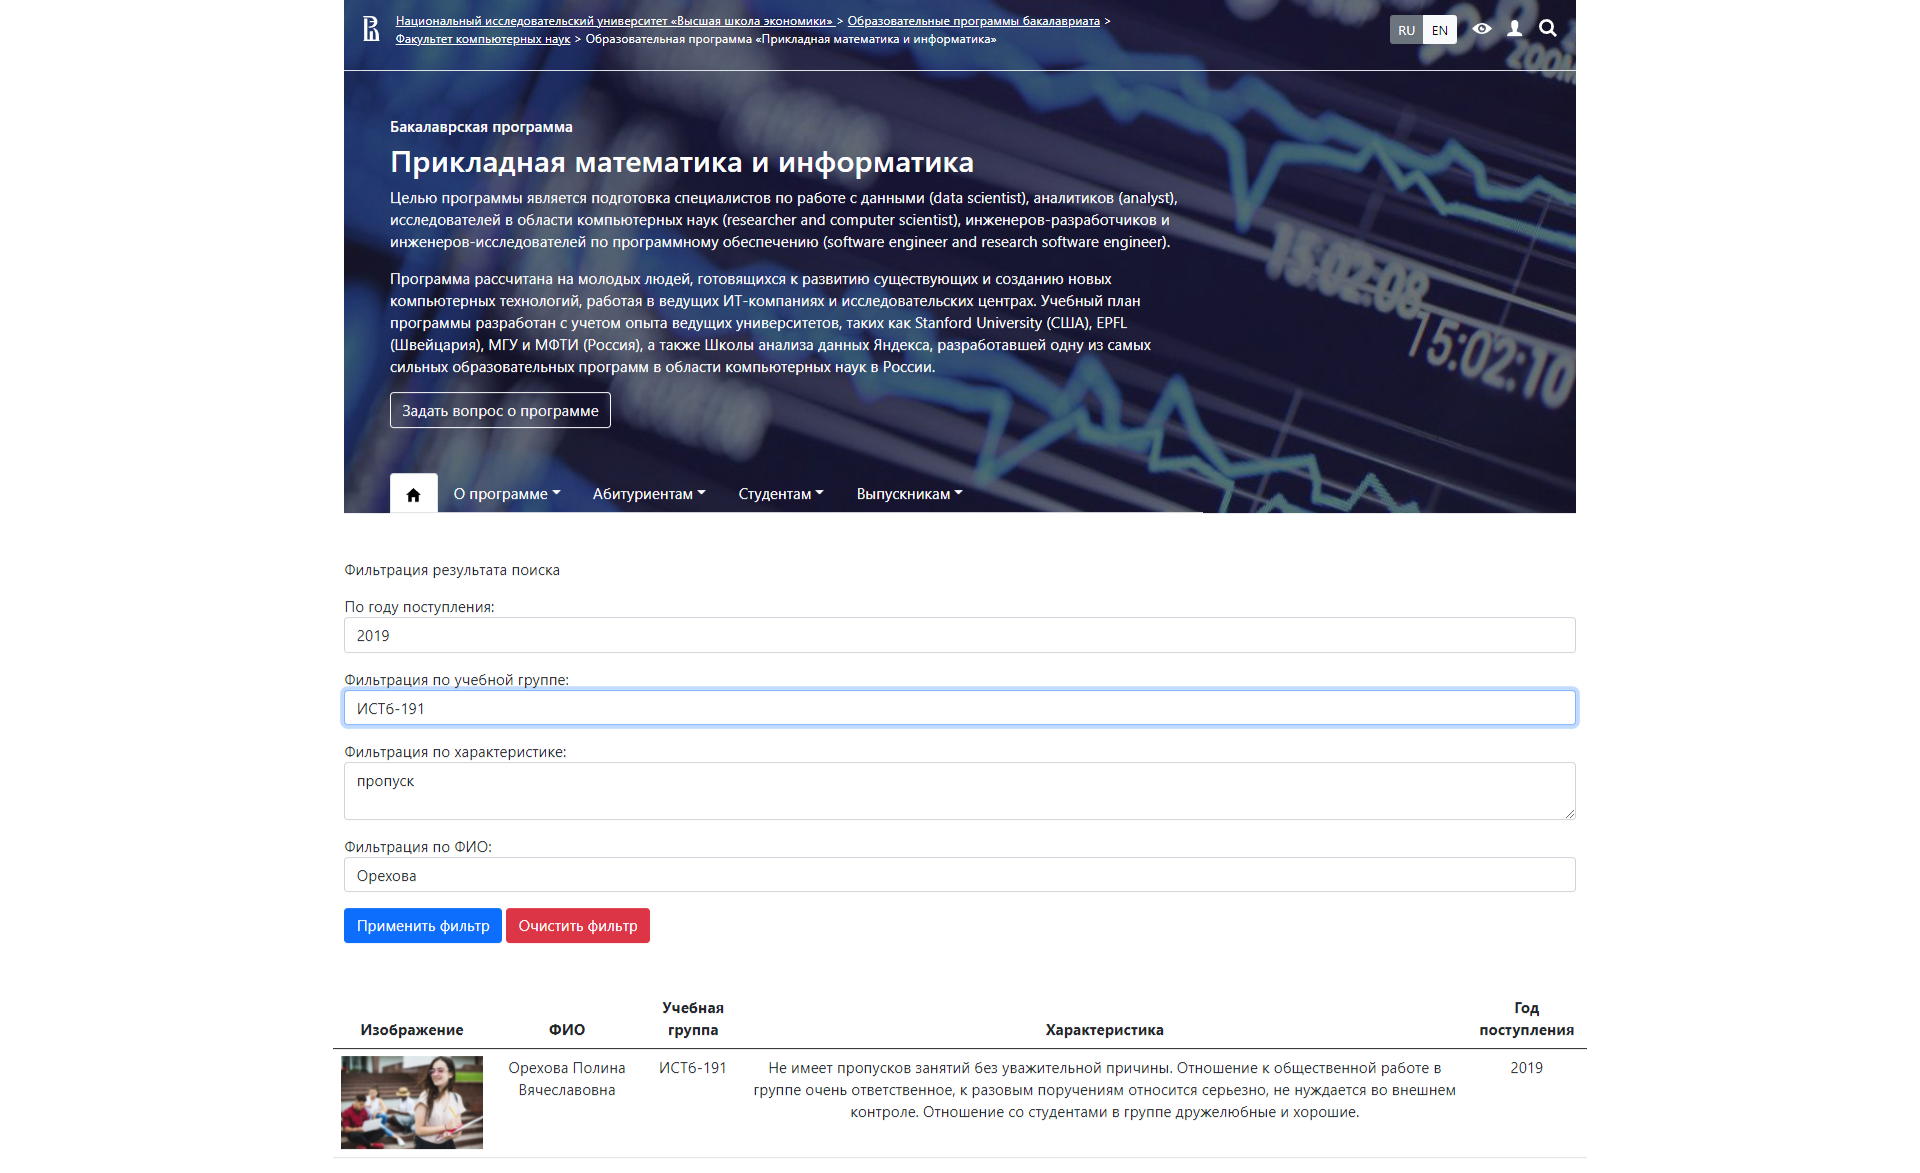 Национальный исследовательский университет «Высшая школа экономики» > Образовательные программы бакалавриата >
Факультет компьютерных наук > Образовательная программа «Прикладная математика и информатика»
RU EN
ZOOM
Бакалаврская программа
Прикладная математика и информатика
Целью программы является подготовка специалистов по работе с данными (data scientist), аналитиков (analyst),
исследователей в области компьютерных наук (researcher and computer scientist), инженеров-разработчиков и
инженеров-исследователей по программному обеспечению (software engineer and research software engineer).
15:02:08
15:02:10
Программа рассчитана на молодых людей, готовящихся к развитию существующих и созданию новых
компьютерных технологий, работая в ведущих ИТ-компаниях и исследовательских центрах. Учебный план
программы разработан с учетом опыта ведущих университетов, таких как Stanford University (США), EPFL
(Швейцария), МГУ и МФТИ (Россия), а также Школы анализа данных Яндекса, разработавшей одну из самых
сильных образовательных программ в области компьютерных наук в России.
Задать вопрос о программе
О программе Абитуриентам Студентам Выпускникам
Фильтрация результата поиска
По году поступления:
2019
Фильтрация по учебной группе:
ИСТб-191
Фильтрация по характеристике:
пропуск
Фильтрация по ФИО:
Орехова
Применить фильтр Очистить фильтр
Изображение ФИО Учебная группа Характеристика Год поступления
Орехова Полина Вячеславовна
ИСТб-191
Не имеет пропусков занятий без уважительной причины. Отношение к общественной работе в
группе очень ответственное, к разовым поручениям относится серьезно, не нуждается во внешнем
контроле. Отношение со студентами в группе дружелюбные и хорошие.
2019